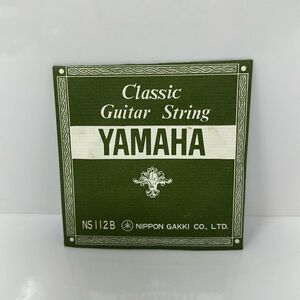 Classic
Guitar String
YAMAHA
NS112B NIPPON GAKKI CO., LTD.